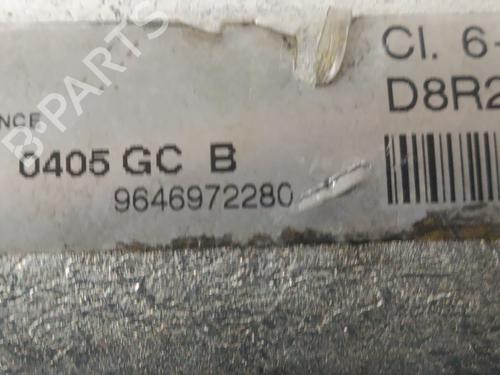 B-PARTS
Cl. 6-
D8R2
NCE
0405 GC B
9646972280